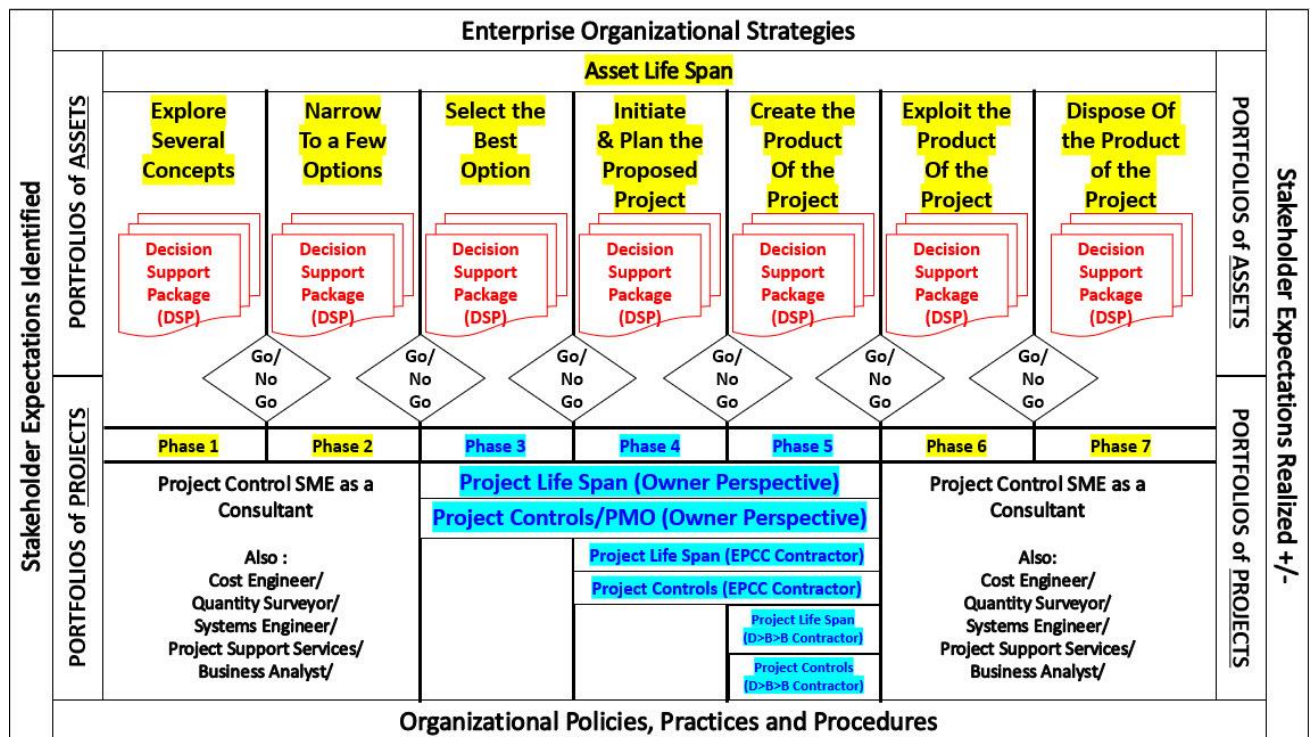 Enterprise Organizational Strategies
Stakeholder Expectations Identified
PORTFOLIOS of ASSETS
PORTFOLIOS of PROJECTS
Asset Life Span
Explore
Several
Concepts
Narrow
To a Few
Options
Select the
Best
Option
Initiate
& Plan the
Proposed
Project
Create the
Product
Of the
Project
Exploit the
Product
Of the
Project
Dispose Of
the Product
of the
Project
Decision
Support
Package
(DSP)
Decision
Support
Package
(DSP)
Decision
Support
Package
(DSP)
Decision
Support
Package
(DSP)
Decision
Support
Package
(DSP)
Decision
Support
Package
(DSP)
Decision
Support
Package
(DSP)
Go/
No
Go
Go/
No
Go
Go/
No
Go
Go/
No
Go
Go/
No
Go
Go/
No
Go
Phase 1
Phase 2
Phase 3
Phase 4
Phase 5
Phase 6
Phase 7
Project Control SME as a
Consultant
Also :
Cost Engineer/
Quantity Surveyor/
Systems Engineer/
Project Support Services/
Business Analyst/
Project Life Span (Owner Perspective)
Project Controls/PMO (Owner Perspective)
Project Life Span (EPCC Contractor)
Project Controls (EPCC Contractor)
Project Life Span
(D>B>B Contractor)
Project Controls
(D>B>B Contractor)
Project Control SME as a
Consultant
Also:
Cost Engineer/
Quantity Surveyor/
Systems Engineer/
Project Support Services/
Business Analyst/
PORTFOLIOS of ASSETS
PORTFOLIOS of PROJECTS
Stakeholder Expectations Realized +/-
Organizational Policies, Practices and Procedures